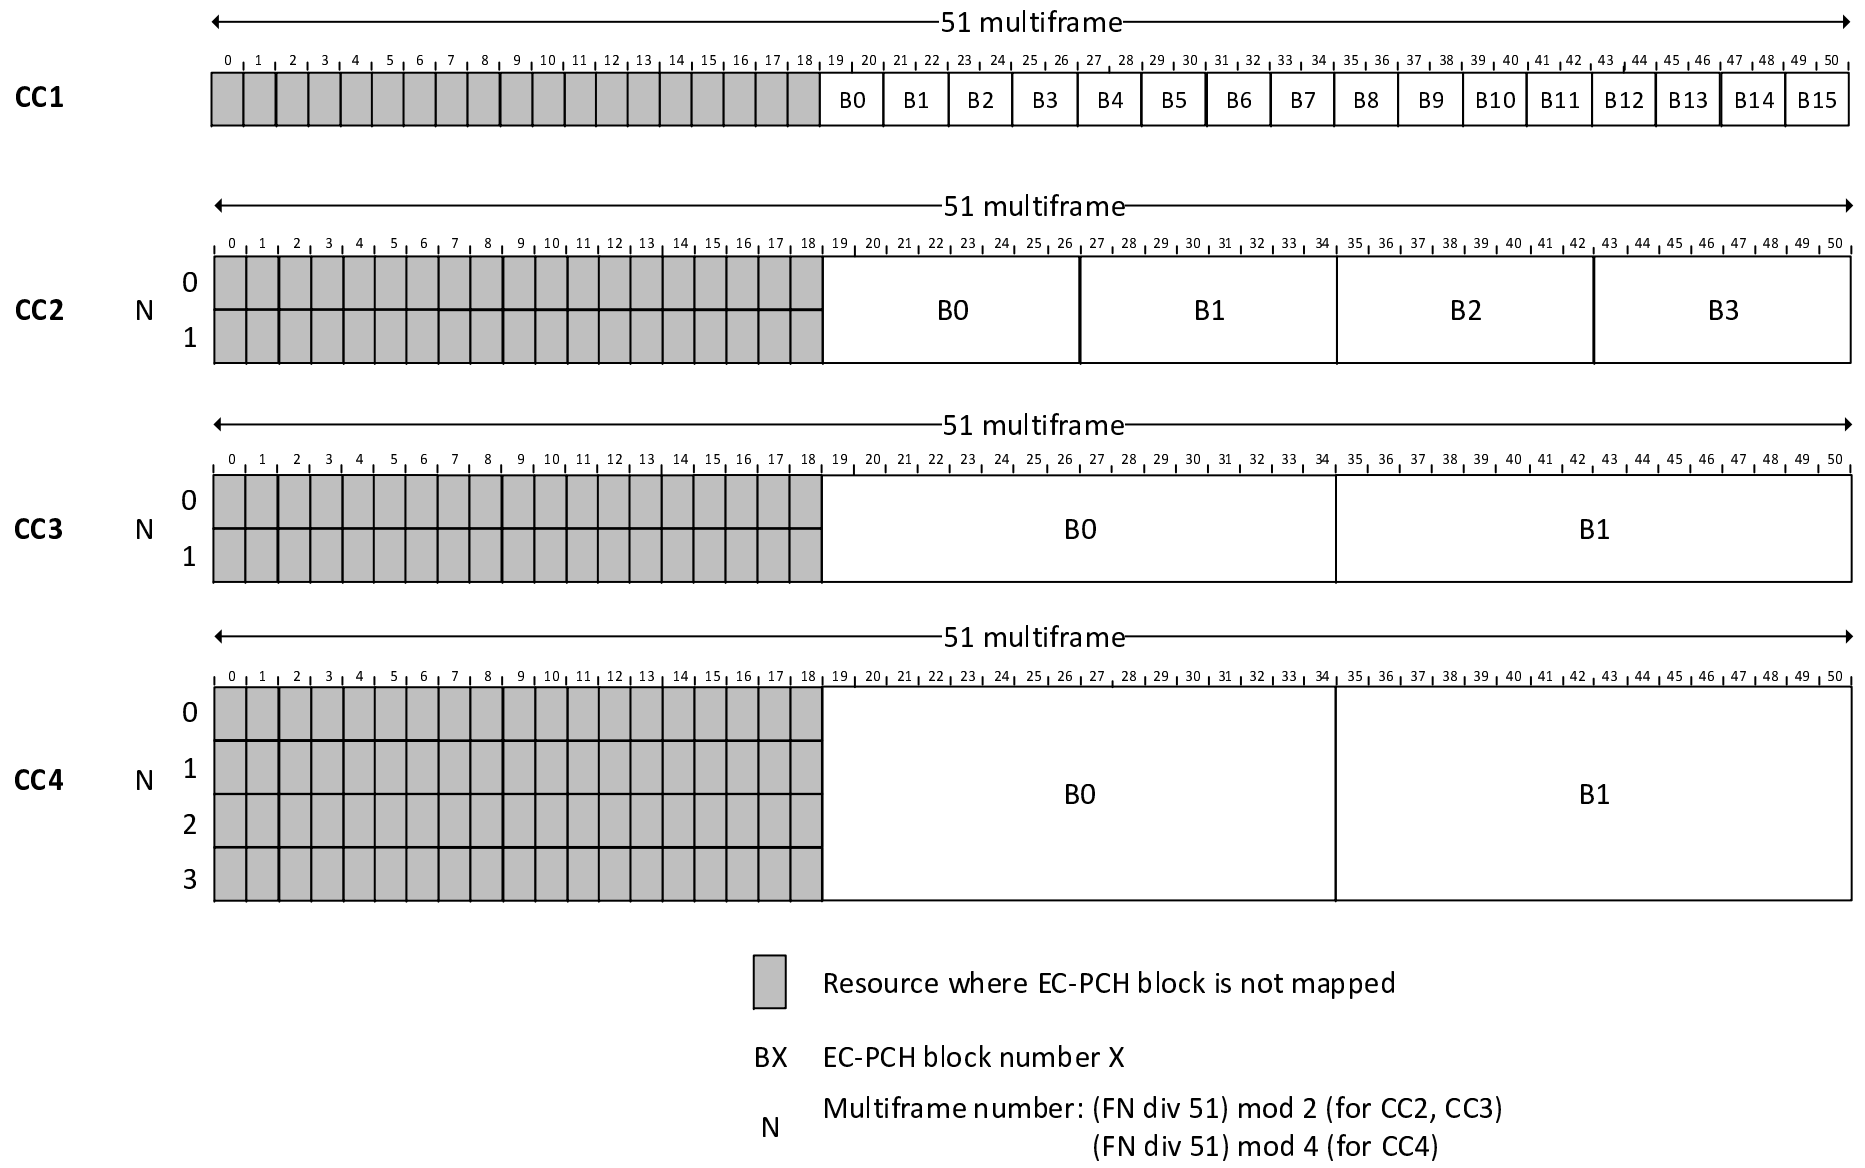 51 multiframe
0 1 2 3 4 5 6 7 8 9 10 11 12 13 14 15 16 17 18 19 20 21 22 23 24 25 26 27 28 29 30 31 32 33 34 35 36 37 38 39 40 41 42 43 44 45 46 47 48 49 50
CC1 B0 B1 B2 B3 B4 B5 B6 B7 B8 B9 B10 B11 B12 B13 B14 B15
51 multiframe
0 1 2 3 4 5 6 7 8 9 10 11 12 13 14 15 16 17 18 19 20 21 22 23 24 25 26 27 28 29 30 31 32 33 34 35 36 37 38 39 40 41 42 43 44 45 46 47 48 49 50
0
CC2 N B0 B1 B2 B3
1
51 multiframe
0 1 2 3 4 5 6 7 8 9 10 11 12 13 14 15 16 17 18 19 20 21 22 23 24 25 26 27 28 29 30 31 32 33 34 35 36 37 38 39 40 41 42 43 44 45 46 47 48 49 50
0
CC3 N B0 B1
1
51 multiframe
0 1 2 3 4 5 6 7 8 9 10 11 12 13 14 15 16 17 18 19 20 21 22 23 24 25 26 27 28 29 30 31 32 33 34 35 36 37 38 39 40 41 42 43 44 45 46 47 48 49 50
0
1
CC4 N B0 B1
2
3
Resource where EC-PCH block is not mapped
BX EC-PCH block number X
N Multiframe number: (FN div 51) mod 2 (for CC2, CC3)
(FN div 51) mod 4 (for CC4)